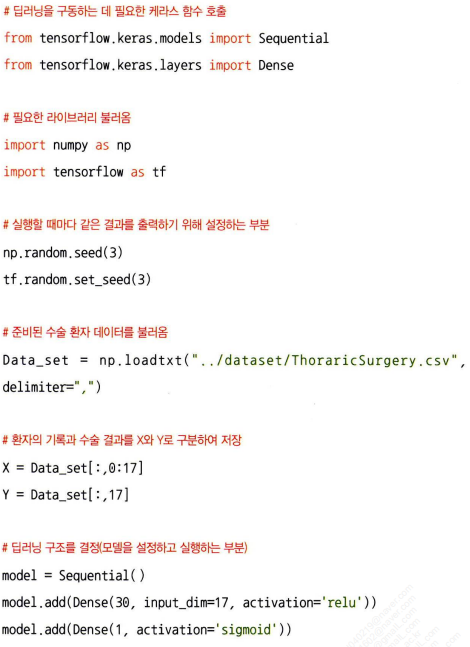 # 딥러닝을 구동하는 데 필요한 케라스 함수 호출
from tensorflow.keras.models import Sequential
from tensorflow.keras.layers import Dense
# 필요한 라이브러리 불러옴
import numpy as np
import tensorflow as tf
# 실행할 때마다 같은 결과를 출력하기 위해 설정하는 부분
np.random.seed(3)
tf.random.set_seed(3)
# 준비된 수술 환자 데이터를 불러옴
Data_set = np.loadtxt("../dataset/ThoraricSurgery.csv",
delimiter=",")
# 환자의 기록과 수술 결과를 X와 Y로 구분하여 저장
X = Data_set[:,0:17]
Y = Data_set[:,17]
# 딥러닝 구조를 결정(모델을 설정하고 실행하는 부분)
model = Sequential()
model.add(Dense(30, input_dim=17, activation='relu'))
model.add(Dense(1, activation='sigmoid'))